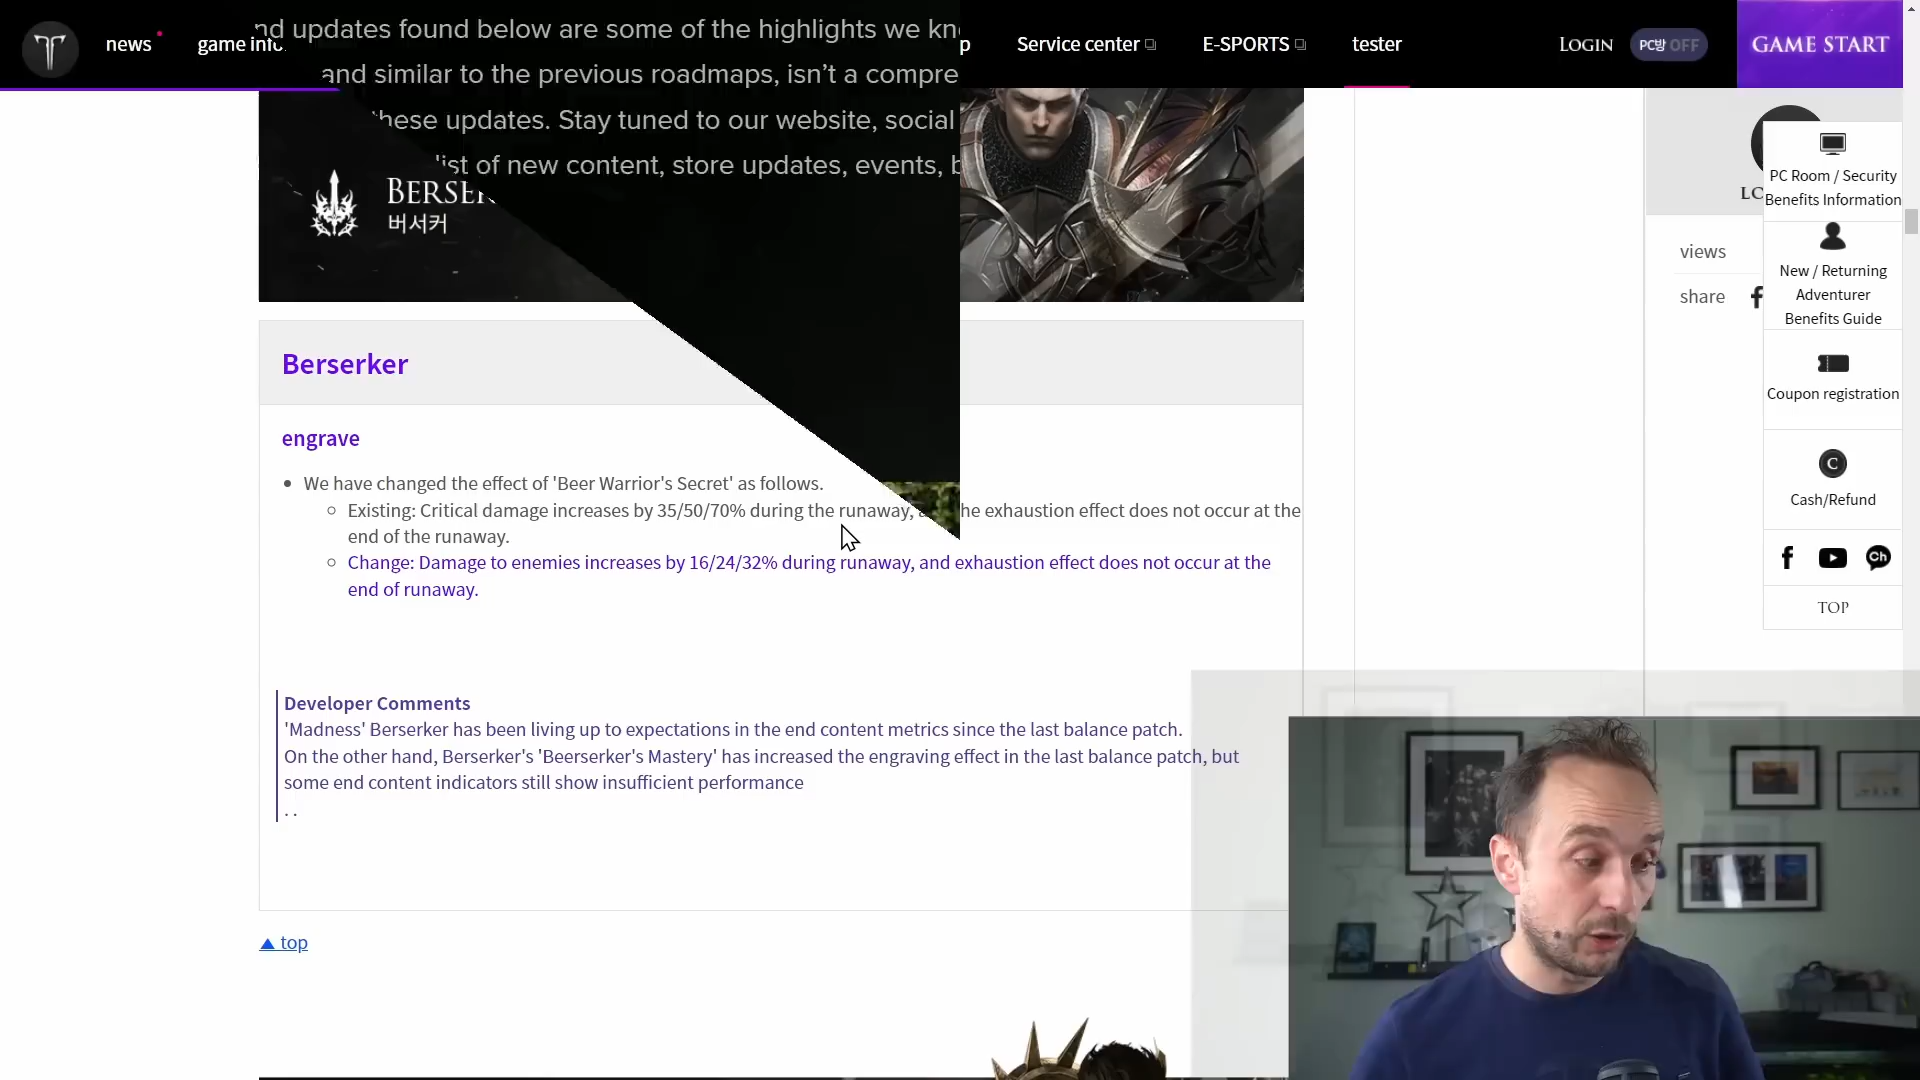 news
game info
nd updates found below are some of the highlights we kn
and similar to the previous roadmaps, isn't a compre
these updates. Stay tuned to our website, social
list of new content, store updates, events, b
p
Service center
E-SPORTS
tester
LOGIN
PC방 OFF
GAME START
BERSE
버서커
Berserker
engrave
We have changed the effect of 'Beer Warrior's Secret' as follows.
Existing: Critical damage increases by 35/50/70% during the runaway, he exhaustion effect does not occur at the
end of the runaway.
Change: Damage to enemies increases by 16/24/32% during runaway, and exhaustion effect does not occur at the
end of runaway.
Developer Comments
'Madness' Berserker has been living up to expectations in the end content metrics since the last balance patch.
On the other hand, Berserker's 'Beerserker's Mastery' has increased the engraving effect in the last balance patch, but
some end content indicators still show insufficient performance
. .
▲ top
LO
views
share
PC Room / Security
Benefits Information
New / Returning
Adventurer
Benefits Guide
Coupon registration
C
Cash/Refund
Ch
TOP